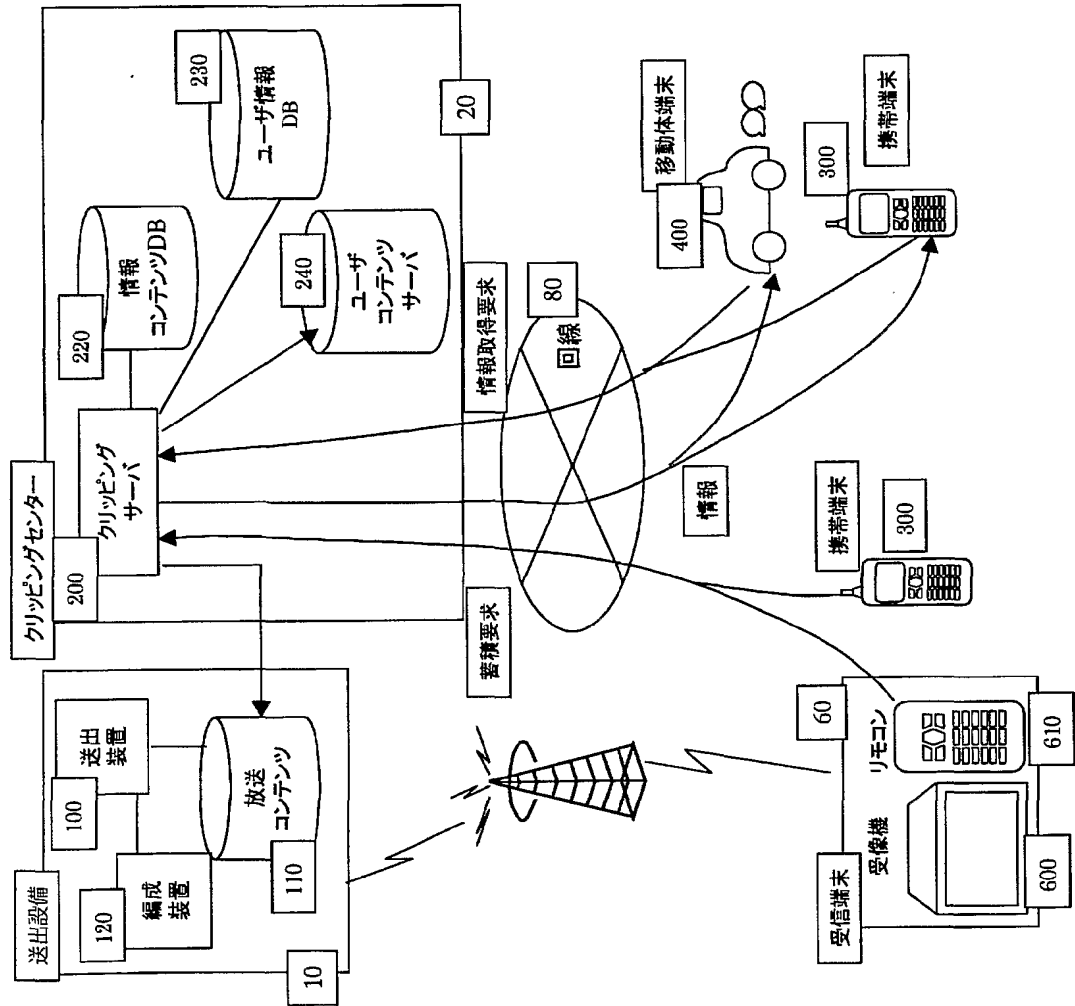 送出設備
10
120
編成
装置
100
送出
装置
110
放送
コンテンツ
クリッピングセンター
20
200
クリッピング
サーバ
220
情報
コンテンツDB
230
ユーザ情報
DB
240
ユーザ
コンテンツ
サーバ
蓄積要求
情報取得要求
80
回線
情報
移動体端末
400
携帯端末
300
携帯端末
300
受信端末
60
受像機
600
リモコン
610